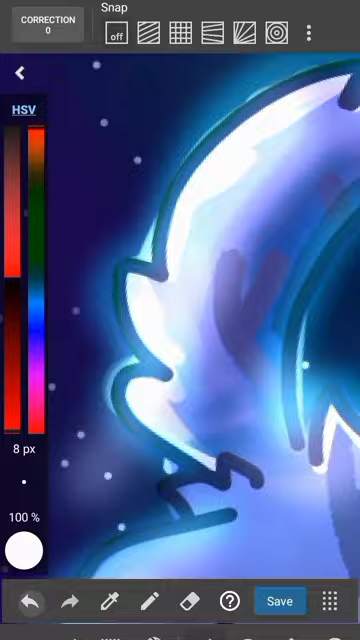 Snap
CORRECTION
0
off
HSV
8 px
100 %
Save